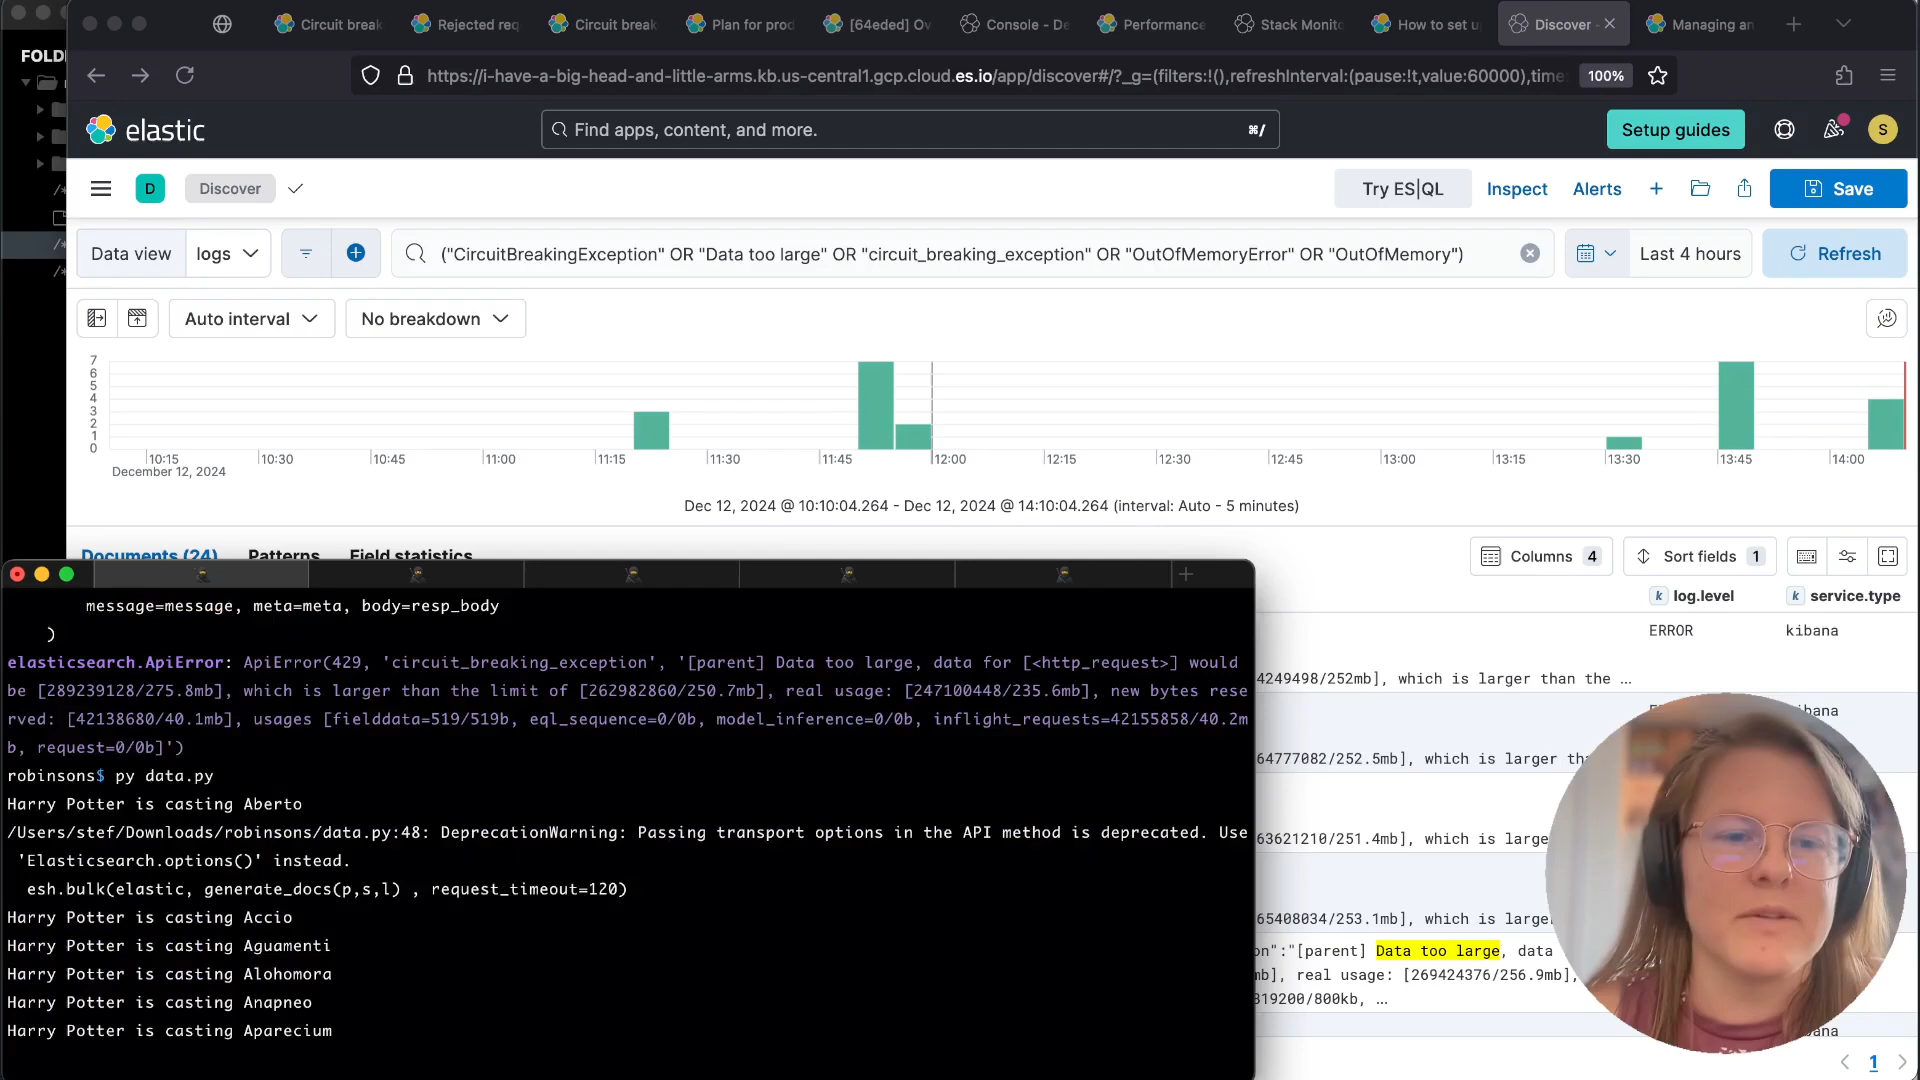 FOLD
Circuit break
Rejected req
Circuit break
Plan for prod
[64eded] Ov
Console - De
Performance
Stack Monito
How to set u
Discover -
Managing an
https://i-have-a-big-head-and-little-arms.kb.us-central1.gcp.cloud.es.io/app/discover#/?_g=(filters:!(),refreshInterval:(pause:!t,value:60000),time
100%
elastic
Find apps, content, and more.
⌘/
Setup guides
S
D
Discover
Try ES|QL
Inspect
Alerts
Save
Data view
logs
("CircuitBreakingException" OR "Data too large" OR "circuit_breaking_exception" OR "OutOfMemoryError" OR "OutOfMemory")
Last 4 hours
Refresh
Auto interval
No breakdown
7
6
5
4
3
2
1
0
10:15
10:30
10:45
11:00
11:15
11:30
11:45
12:00
12:15
12:30
12:45
13:00
13:15
13:30
13:45
14:00
December 12, 2024
Dec 12, 2024 @ 10:10:04.264 - Dec 12, 2024 @ 14:10:04.264 (interval: Auto - 5 minutes)
Documents (24)
Patterns
Field statistics
Columns 4
Sort fields 1
k log.level
k service.type
ERROR
kibana
4249498/252mb], which is larger than the ...
ibana
64777082/252.5mb], which is larger th
63621210/251.4mb], which is large
65408034/253.1mb], which is large
on":"[parent] Data too large, data
mb], real usage: [269424376/256.9mb],
819200/800kb, ...
ana
1
message=message, meta=meta, body=resp_body
)
elasticsearch.ApiError: ApiError(429, 'circuit_breaking_exception', '[parent] Data too large, data for [<http_request>] would
be [289239128/275.8mb], which is larger than the limit of [262982860/250.7mb], real usage: [247100448/235.6mb], new bytes rese
rved: [42138680/40.1mb], usages [fielddata=519/519b, eql_sequence=0/0b, model_inference=0/0b, inflight_requests=42155858/40.2m
b, request=0/0b]')
robinsons$ py data.py
Harry Potter is casting Aberto
/Users/stef/Downloads/robinsons/data.py:48: DeprecationWarning: Passing transport options in the API method is deprecated. Use
'Elasticsearch.options()' instead.
esh.bulk(elastic, generate_docs(p,s,l) , request_timeout=120)
Harry Potter is casting Accio
Harry Potter is casting Aguamenti
Harry Potter is casting Alohomora
Harry Potter is casting Anapneo
Harry Potter is casting Aparecium